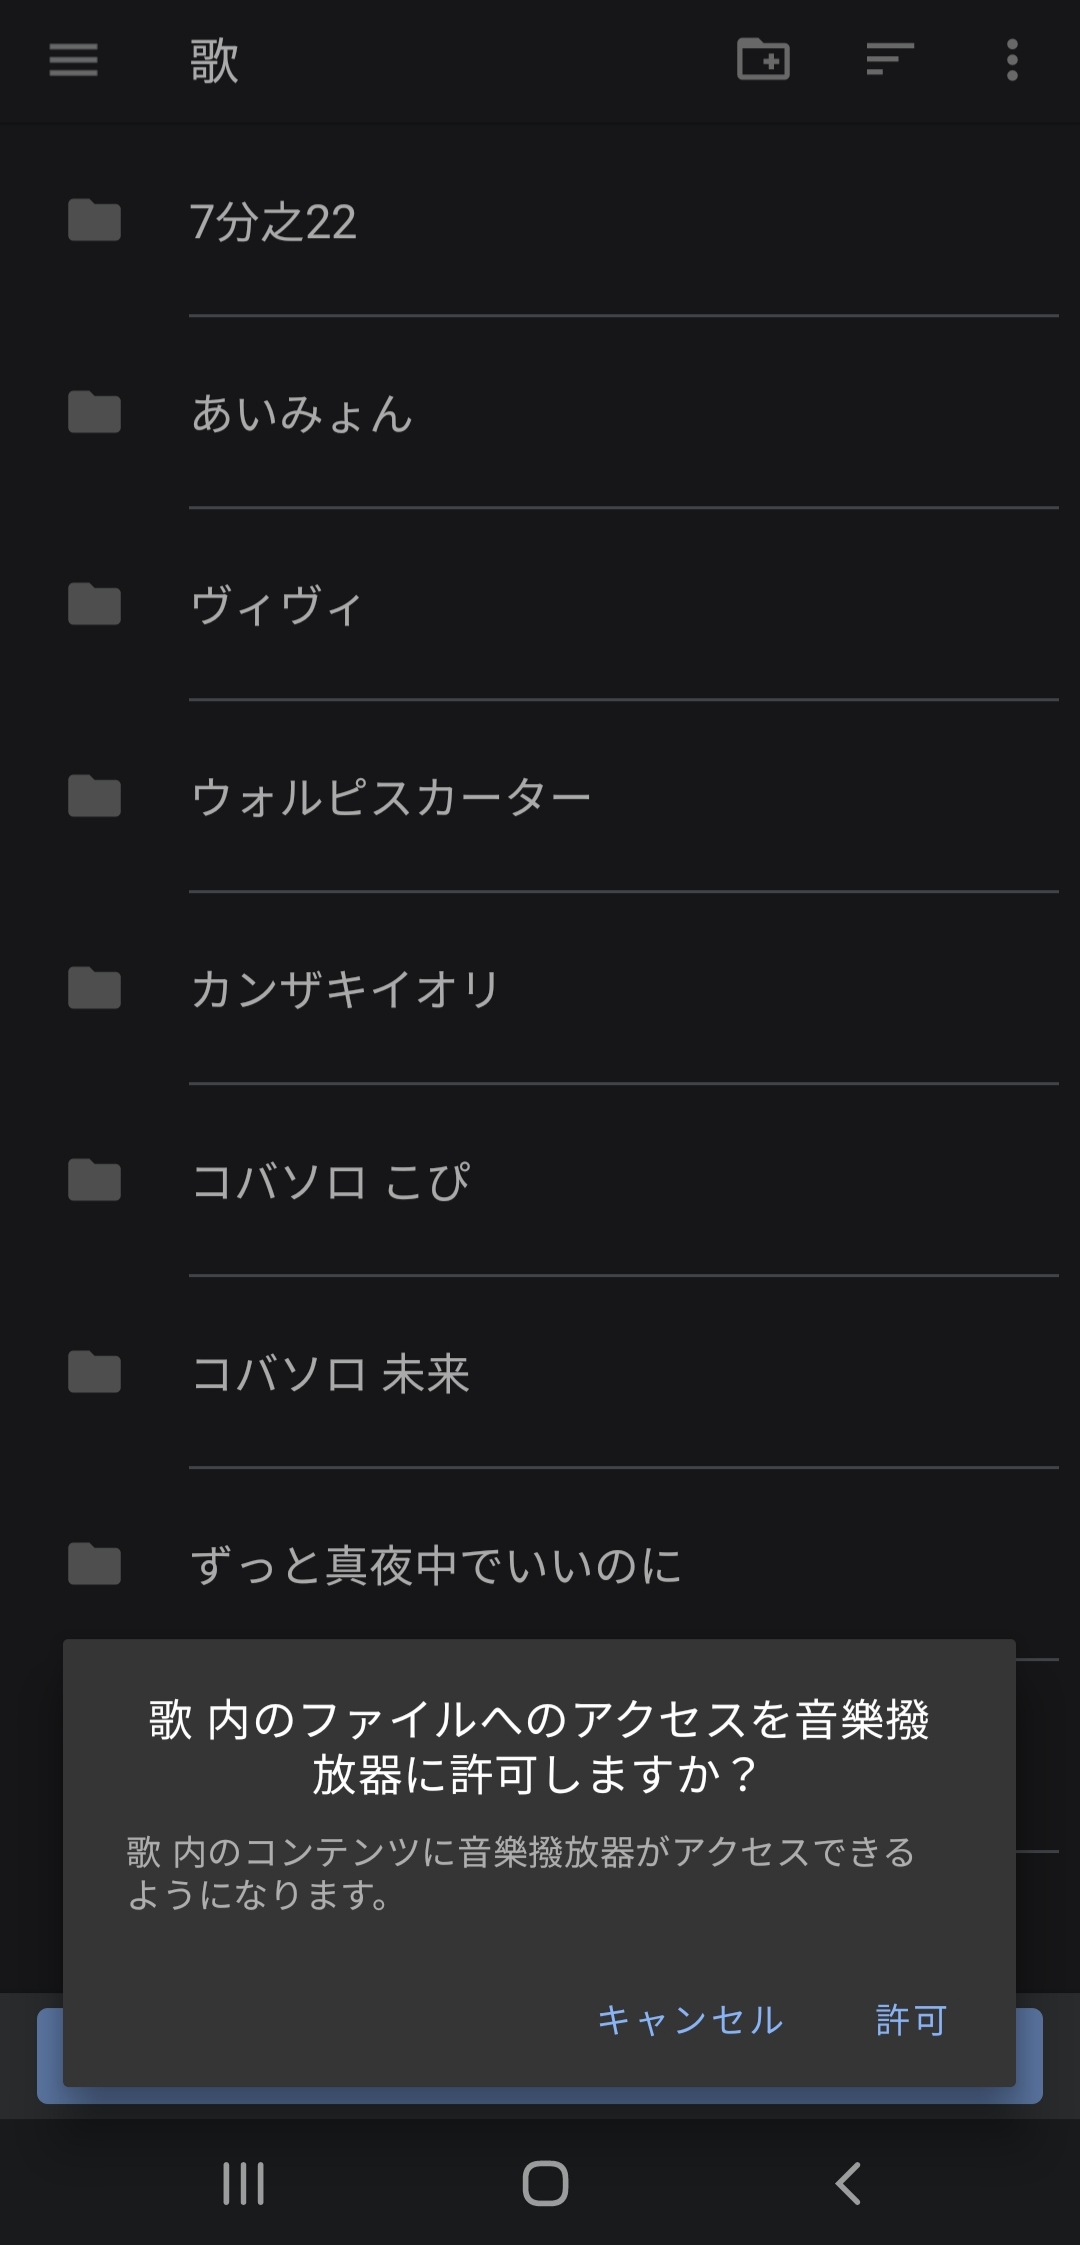 歌
7分之22
あいみょん
ヴィヴィ
ウォルピスカーター
カンザキイオリ
コバソロ こぴ
コバソロ 未来
ずっと真夜中でいいのに
歌 内のファイルへのアクセスを音樂撥
放器に許可しますか？
歌 内のコンテンツに音樂撥放器がアクセスできる
ようになります。
キャンセル 許可